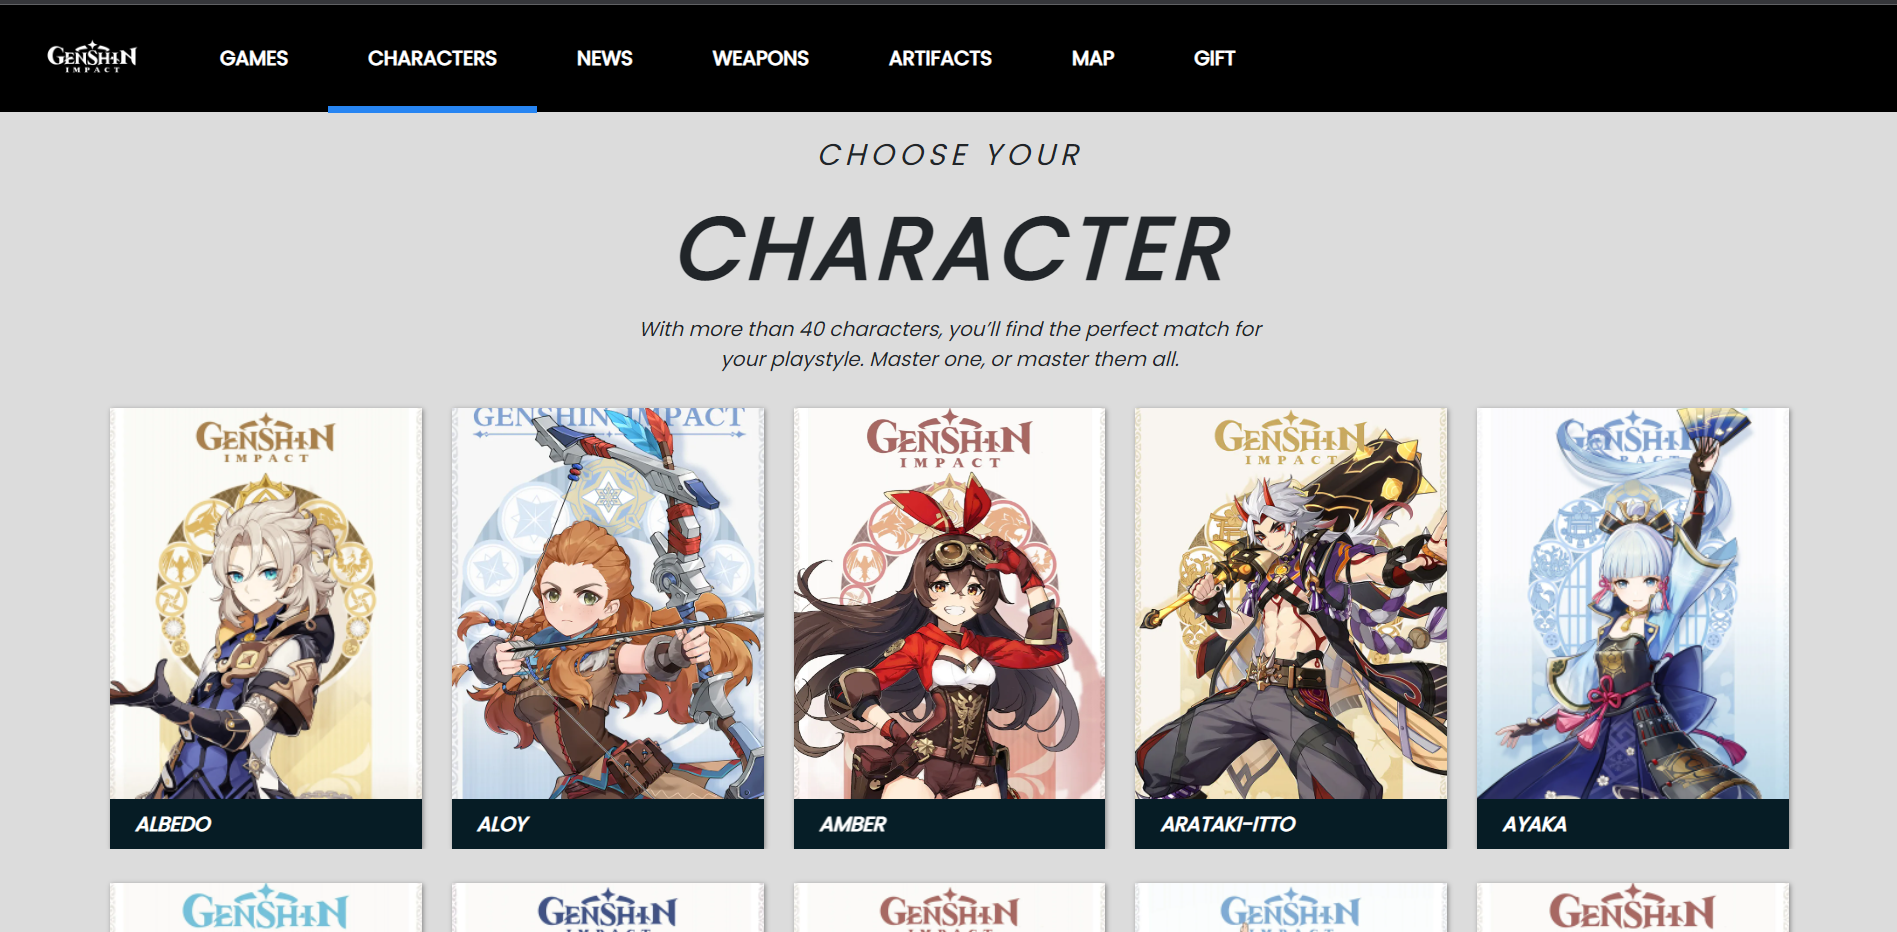 GENSHIN
IMPACT
GAMES
CHARACTERS
NEWS
WEAPONS
ARTIFACTS
MAP
GIFT
CHOOSE YOUR
CHARACTER
With more than 40 characters, you'll find the perfect match for
your playstyle. Master one, or master them all.
GENSHIN
IMPACT
GENSHIN IMPACT
GENSHIN
IMPACT
GENSHIN
IMPACT
GENSHIN
ALBEDO
ALOY
AMBER
ARATAKI-ITTO
AYAKA
GENSHIN
GENSHIN
IMPACT
GENSHIN
IMPACT
GENSHIN
IMPACT
GENSHIN